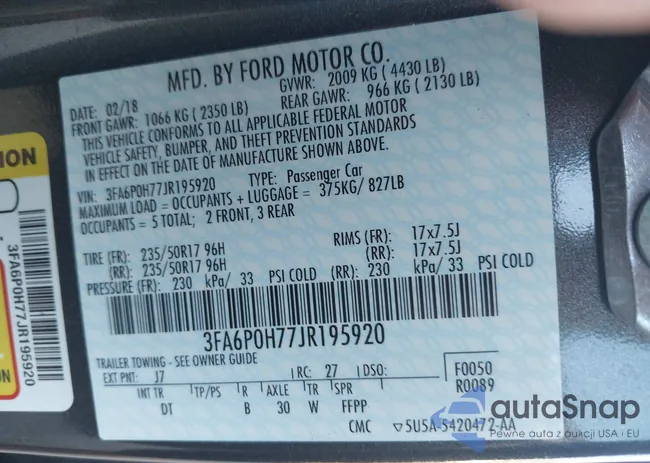 MFD. BY FORD MOTOR CO.
DATE: 02/18 GVWR: 2009 KG ( 4430 LB)
FRONT GAWR: 1066 KG ( 2350 LB) REAR GAWR: 966 KG ( 2130 LB)
THIS VEHICLE CONFORMS TO ALL APPLICABLE FEDERAL MOTOR
VEHICLE SAFETY, BUMPER, AND THEFT PREVENTION STANDARDS
IN EFFECT ON THE DATE OF MANUFACTURE SHOWN ABOVE.
VIN: 3FA6P0H77JR195920 TYPE: Passenger Car
MAXIMUM LOAD = OCCUPANTS + LUGGAGE = 375KG/ 827LB
OCCUPANTS = 5 TOTAL; 2 FRONT, 3 REAR
TIRE (FR): 235/50R17 96H RIMS (FR): 17x7.5J
(RR): 235/50R17 96H (RR): 17x7.5J
PRESSURE (FR): 230 kPa/ 33 PSI COLD (RR): 230 kPa/ 33 PSI COLD
3FA6P0H77JR195920
TRAILER TOWING - SEE OWNER GUIDE
EXT PNT: J7 RC: 27 DSO: F0050
INT TR TP/PS R AXLE TR SPR R0089
DT B 30 W FFPP
CMC ▽5U5A-5420472-AA
3FA6P0H77JR195920
autaSnap
Pewne auta z aukcji USA i EU